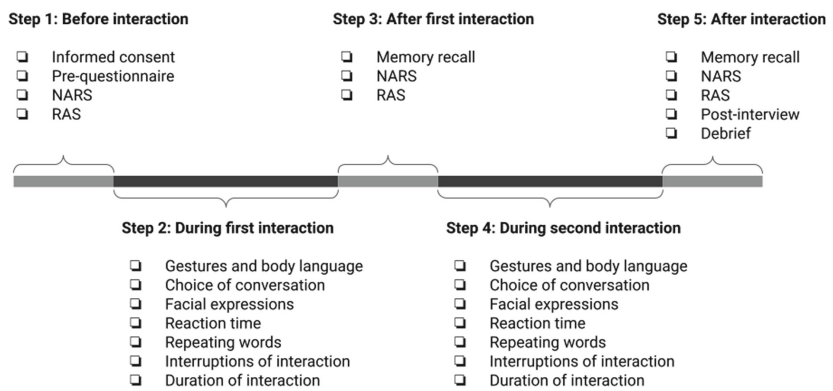 Step 1: Before interaction
Informed consent
Pre-questionnaire
NARS
RAS
Step 3: After first interaction
Memory recall
NARS
RAS
Step 5: After interaction
Memory recall
NARS
RAS
Post-interview
Debrief
Step 2: During first interaction
Gestures and body language
Choice of conversation
Facial expressions
Reaction time
Repeating words
Interruptions of interaction
Duration of interaction
Step 4: During second interaction
Gestures and body language
Choice of conversation
Facial expressions
Reaction time
Repeating words
Interruptions of interaction
Duration of interaction